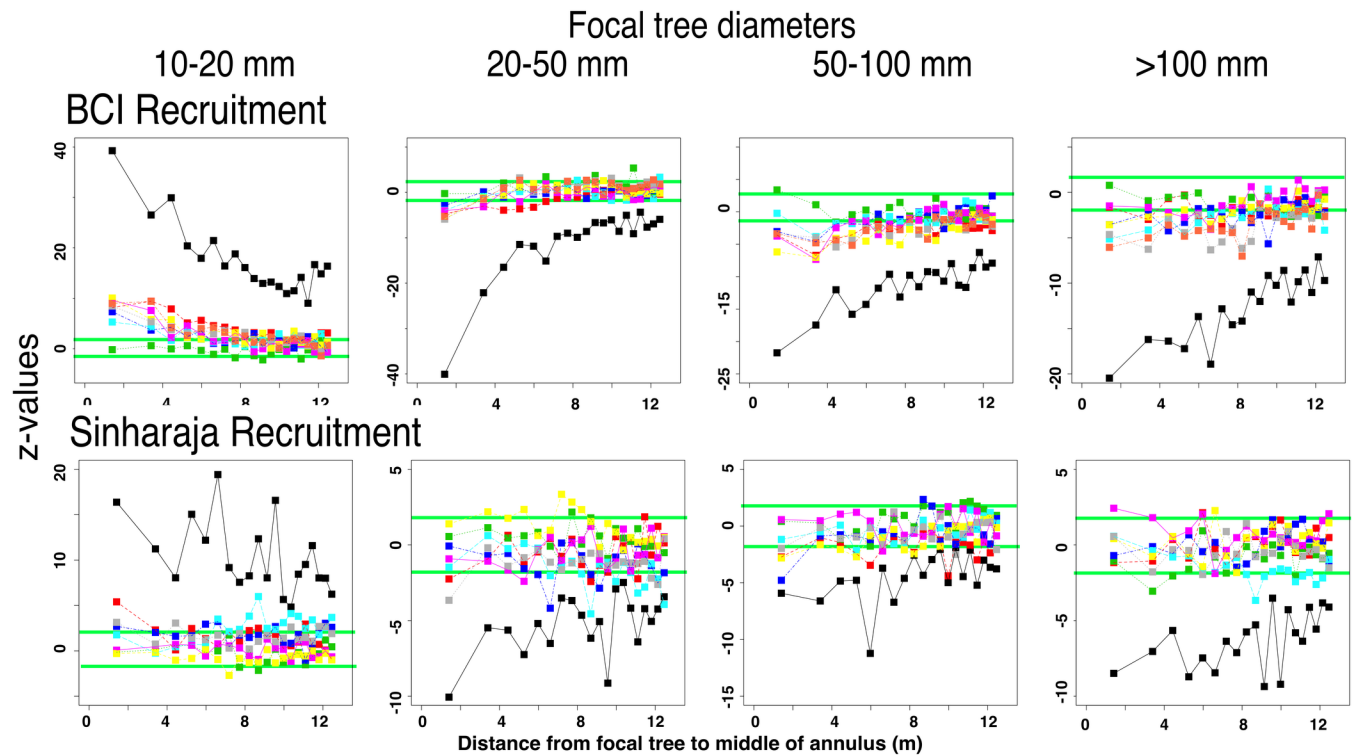 Focal tree diameters
10-20 mm 20-50 mm 50-100 mm >100 mm
BCI Recruitment
40 20 0
0 -20 -40
0 -15 -25
0 -5 -10 -20
0 4 8 12 0 4 8 12 0 4 8 12 0 4 8 12
z-values
Sinharaja Recruitment
20 10 0
5 0 -5 -10
5 0 -5 -10 -15
5 0 -5 -10
0 4 8 12 0 4 8 12 0 4 8 12 0 4 8 12
Distance from focal tree to middle of annulus (m)